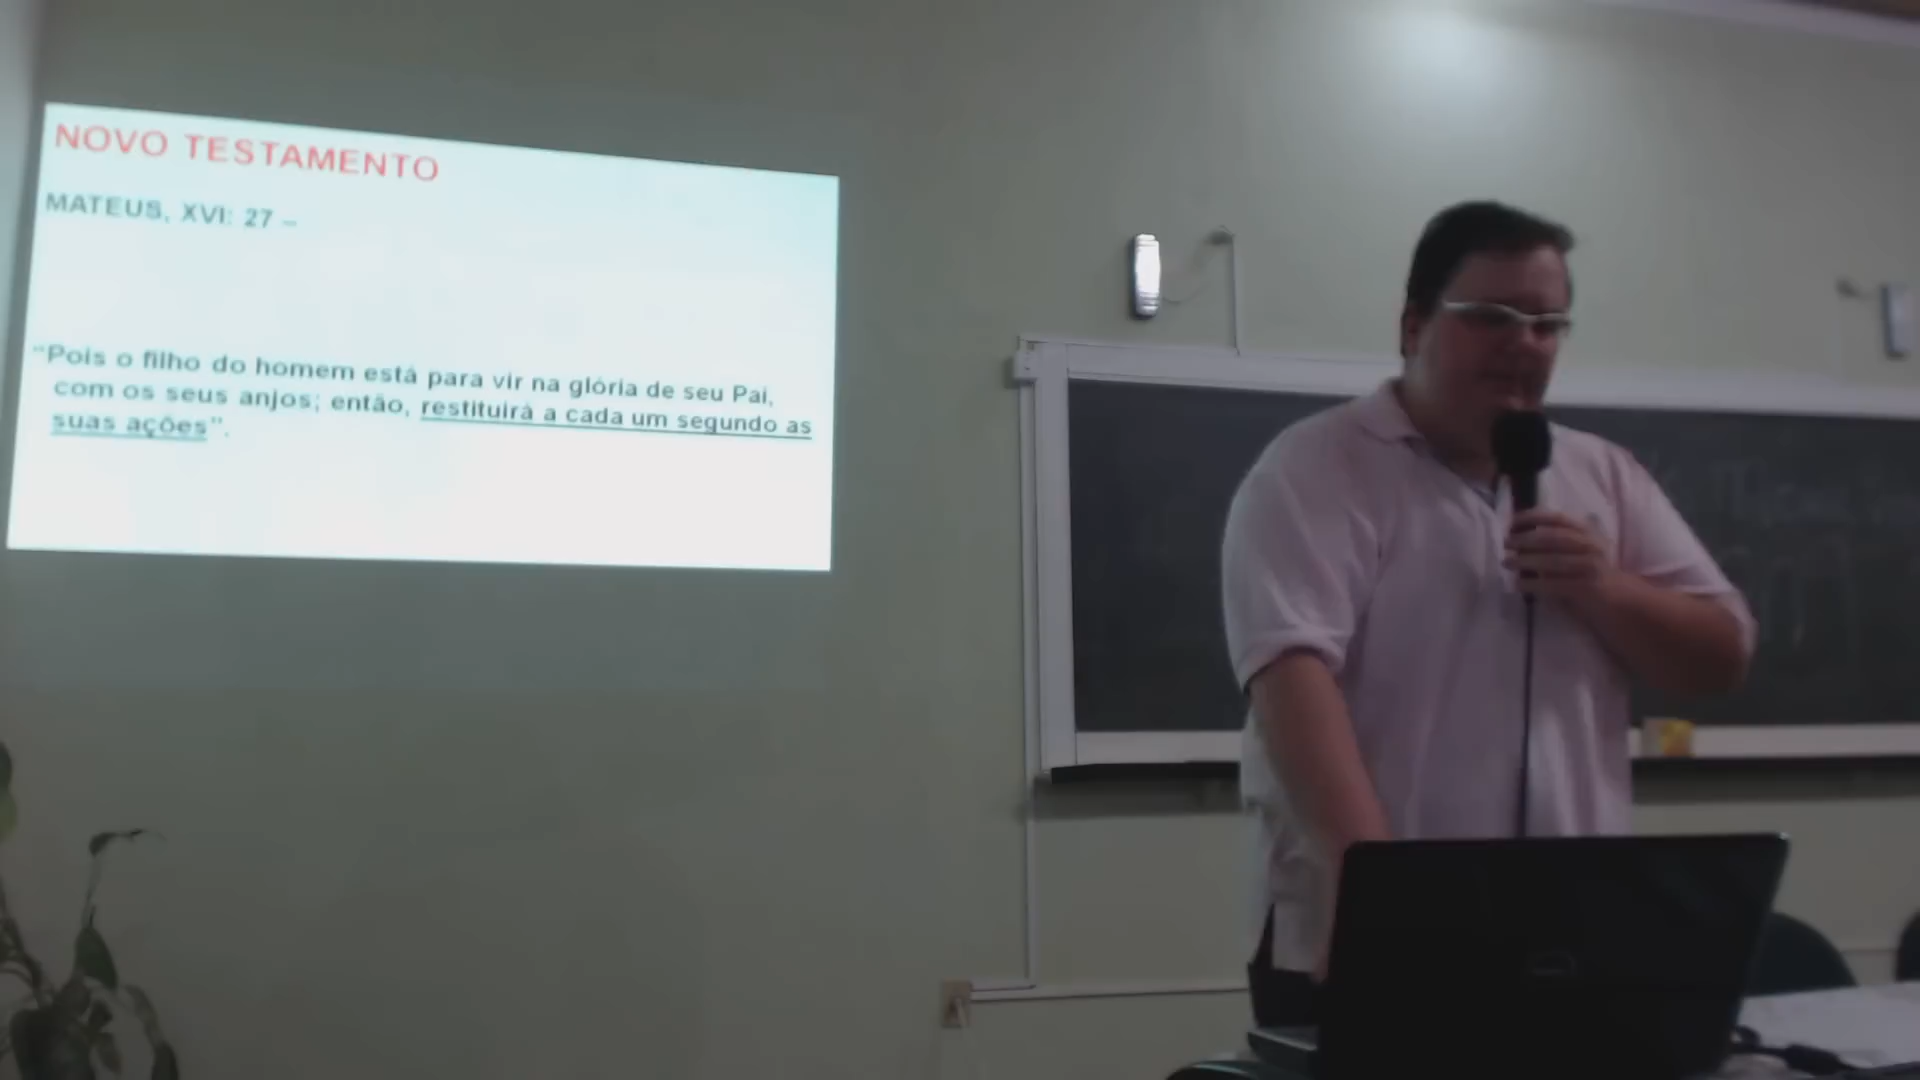 NOVO TESTAMENTO
MATEUS, XVI: 27 –
“Pois o filho do homem está para vir na glória de seu Pai,
com os seus anjos; então, restituirá a cada um segundo as
suas ações”.